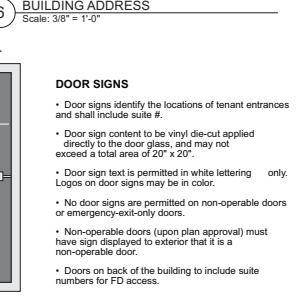 6
BUILDING ADDRESS
Scale: 3/8" = 1'-0"
DOOR SIGNS
• Door signs identify the locations of tenant entrances
and shall include suite #.
• Door sign content to be vinyl die-cut applied
directly to the door glass, and may not
exceed a total area of 20" x 20".
• Door sign text is permitted in white lettering only.
Logos on door signs may be in color.
• No door signs are permitted on non-operable doors
or emergency-exit-only doors.
• Non-operable doors (upon plan approval) must
have sign displayed to exterior that it is a
non-operable door.
• Doors on back of the building to include suite
numbers for FD access.